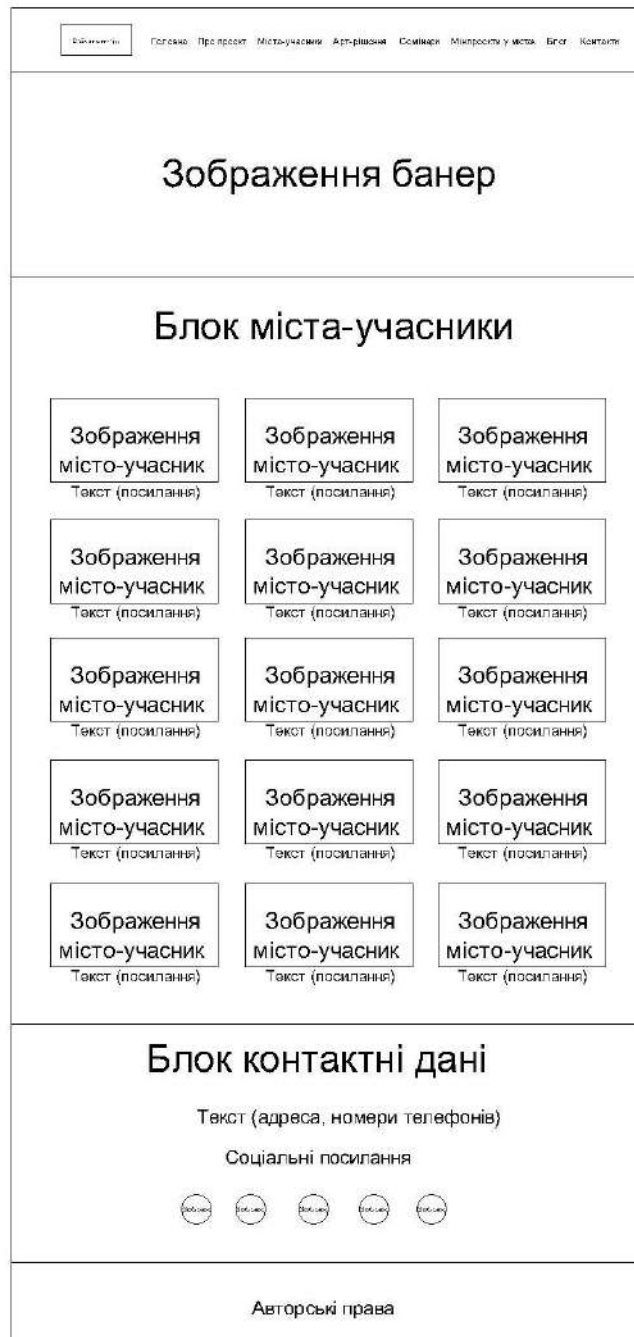 Головна Про проект Міста-учасники Арт-рішення Семінари Мініпроекти у містах Блог Контакти
Зображення банер
Блок міста-учасники
Зображення Зображення Зображення
місто-учасник місто-учасник місто-учасник
Текст (посилання) Текст (посилання) Текст (посилання)
Зображення Зображення Зображення
місто-учасник місто-учасник місто-учасник
Текст (посилання) Текст (посилання) Текст (посилання)
Зображення Зображення Зображення
місто-учасник місто-учасник місто-учасник
Текст (посилання) Текст (посилання) Текст (посилання)
Зображення Зображення Зображення
місто-учасник місто-учасник місто-учасник
Текст (посилання) Текст (посилання) Текст (посилання)
Зображення Зображення Зображення
місто-учасник місто-учасник місто-учасник
Текст (посилання) Текст (посилання) Текст (посилання)
Блок контактні дані
Текст (адреса, номери телефонів)
Соціальні посилання
Авторські права